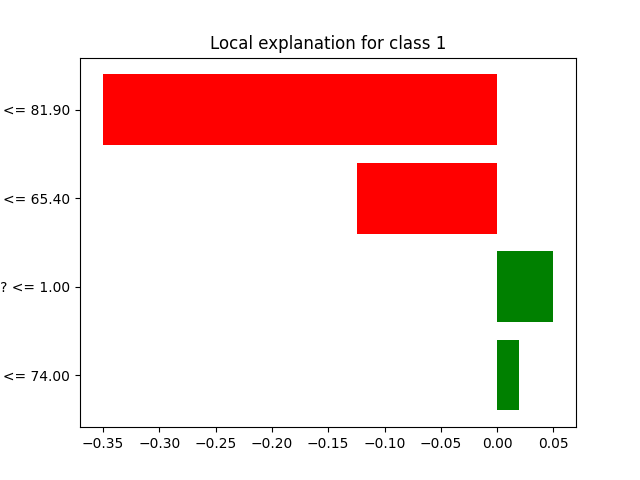 Local explanation for class 1
<= 81.90
<= 65.40
? <= 1.00
<= 74.00
−0.35 −0.30 −0.25 −0.20 −0.15 −0.10 −0.05 0.00 0.05